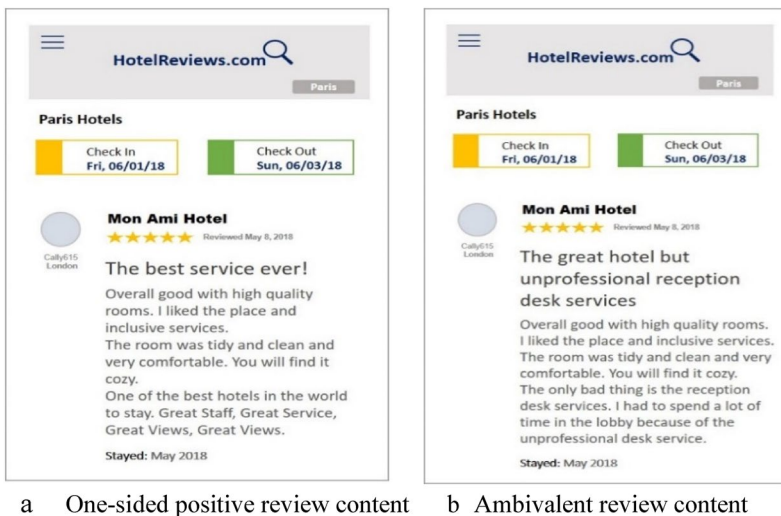 HotelReviews.com
Paris
Paris Hotels
Check In
Fri, 06/01/18
Check Out
Sun, 06/03/18
Mon Ami Hotel
Reviewed May 8, 2018
Cally615
London
The best service ever!
Overall good with high quality
rooms. I liked the place and
inclusive services.
The room was tidy and clean and
very comfortable. You will find it
cozy.
One of the best hotels in the world
to stay. Great Staff, Great Service,
Great Views, Great Views.
Stayed: May 2018
a One-sided positive review content
HotelReviews.com
Paris
Paris Hotels
Check In
Fri, 06/01/18
Check Out
Sun, 06/03/18
Mon Ami Hotel
Reviewed May 8, 2018
Cally615
London
The great hotel but
unprofessional reception
desk services
Overall good with high quality rooms.
I liked the place and inclusive services.
The room was tidy and clean and very
comfortable. You will find it cozy.
The only bad thing is the reception
desk services. I had to spend a lot of
time in the lobby because of the
unprofessional desk service.
Stayed: May 2018
b Ambivalent review content